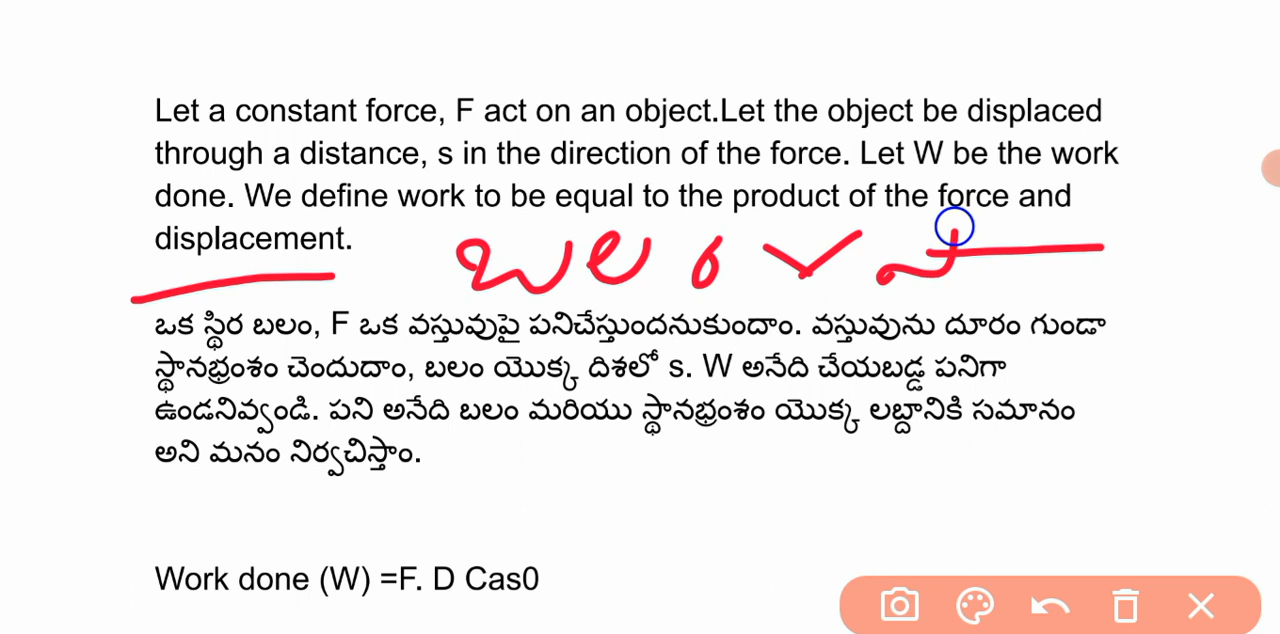 Let a constant force, F act on an object.Let the object be displaced
through a distance, s in the direction of the force. Let W be the work
done. We define work to be equal to the product of the force and
displacement.
బల
ఒక స్థిర బలం, F ఒక వస్తువుపై పనిచేస్తుందనుకుందాం. వస్తువును దూరం గుండా
స్థానభ్రంశం చెందుదాం, బలం యొక్క దిశలో s. W అనేది చేయబడ్డ పనిగా
ఉండనివ్వండి. పని అనేది బలం మరియు స్థానభ్రంశం యొక్క లబ్దానికి సమానం
అని మనం నిర్వచిస్తాం.
Work done (W) =F. D Cas0